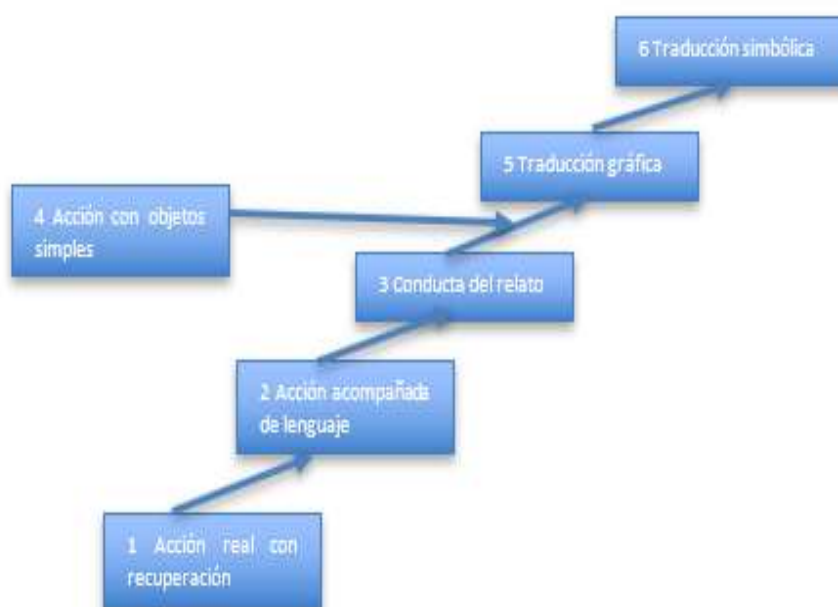 6 Traducción simbólica
5 Traducción gráfica
4 Acción con objetos
simples
3 Conducta del relato
2 Acción acompañada
de lenguaje
1 Acción real con
recuperación